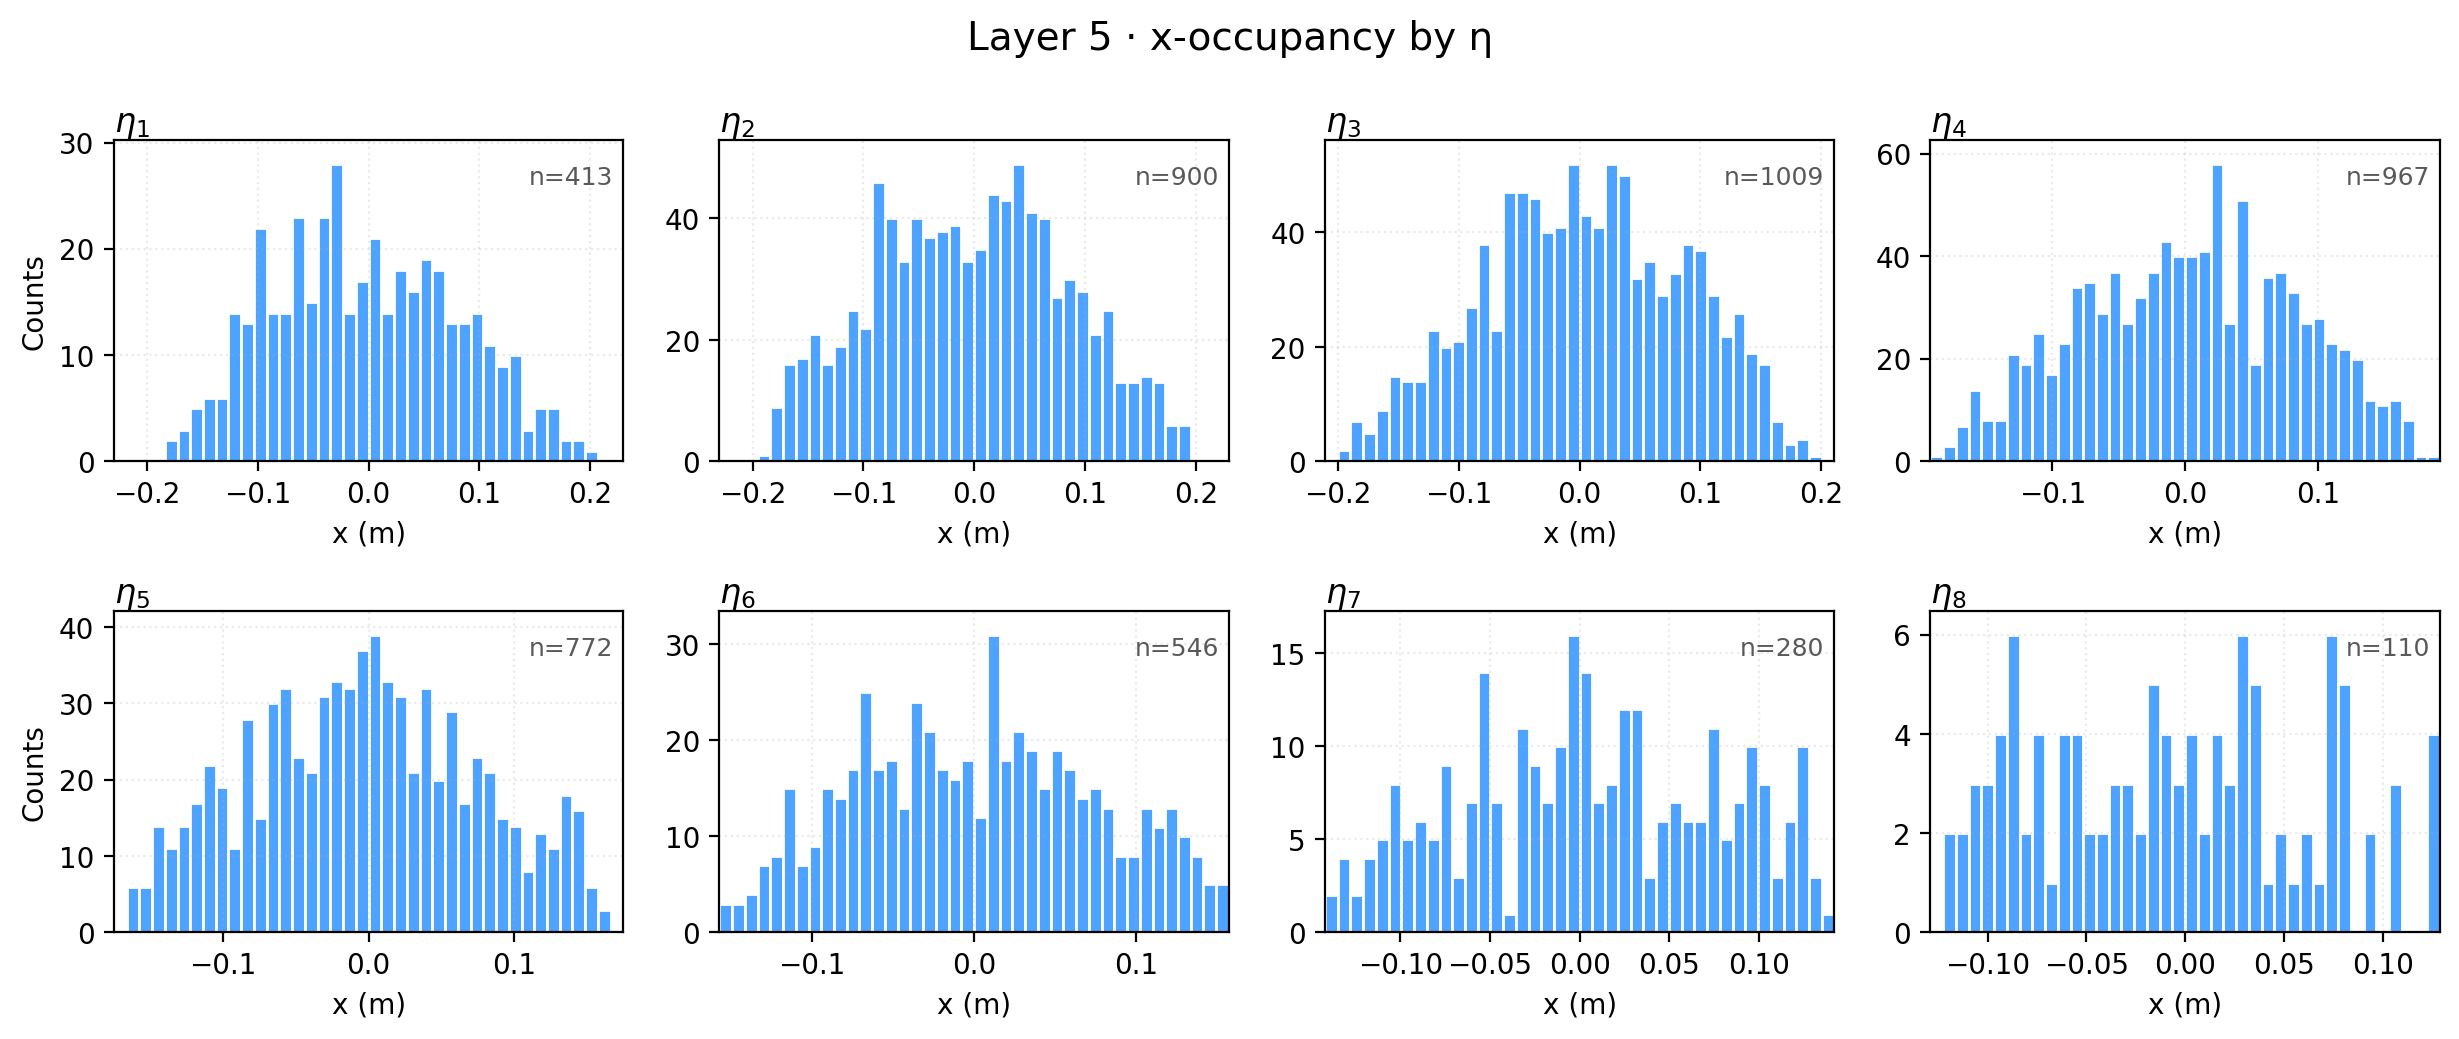 Layer 5 · x-occupancy by η
η₁
n=413
Counts
30
20
10
0
−0.2 −0.1 0.0 0.1 0.2
x (m)
η₂
n=900
40
20
0
−0.2 −0.1 0.0 0.1 0.2
x (m)
η₃
n=1009
40
20
0
−0.2 −0.1 0.0 0.1 0.2
x (m)
η₄
n=967
60
40
20
0
−0.1 0.0 0.1
x (m)
η₅
n=772
Counts
40
30
20
10
0
−0.1 0.0 0.1
x (m)
η₆
n=546
30
20
10
0
−0.1 0.0 0.1
x (m)
η₇
n=280
15
10
5
0
−0.10 −0.05 0.00 0.05 0.10
x (m)
η₈
n=110
6
4
2
0
−0.10 −0.05 0.00 0.05 0.10
x (m)